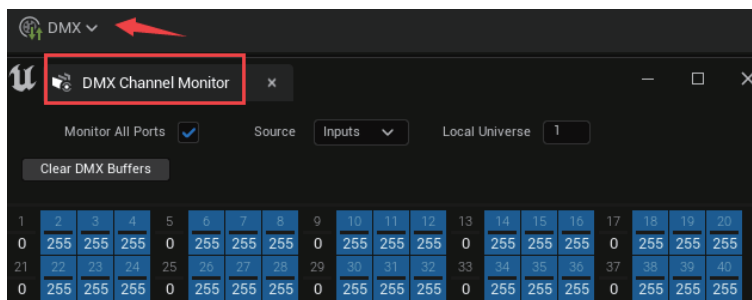 DMX
DMX Channel Monitor
Monitor All Ports Source Inputs Local Universe 1
Clear DMX Buffers
1 2 3 4 5 6 7 8 9 10 11 12 13 14 15 16 17 18 19 20
0 255 255 255 0 255 255 255 0 255 255 255 0 255 255 255 0 255 255 255
21 22 23 24 25 26 27 28 29 30 31 32 33 34 35 36 37 38 39 40
0 255 255 255 0 255 255 255 0 255 255 255 0 255 255 255 0 255 255 255